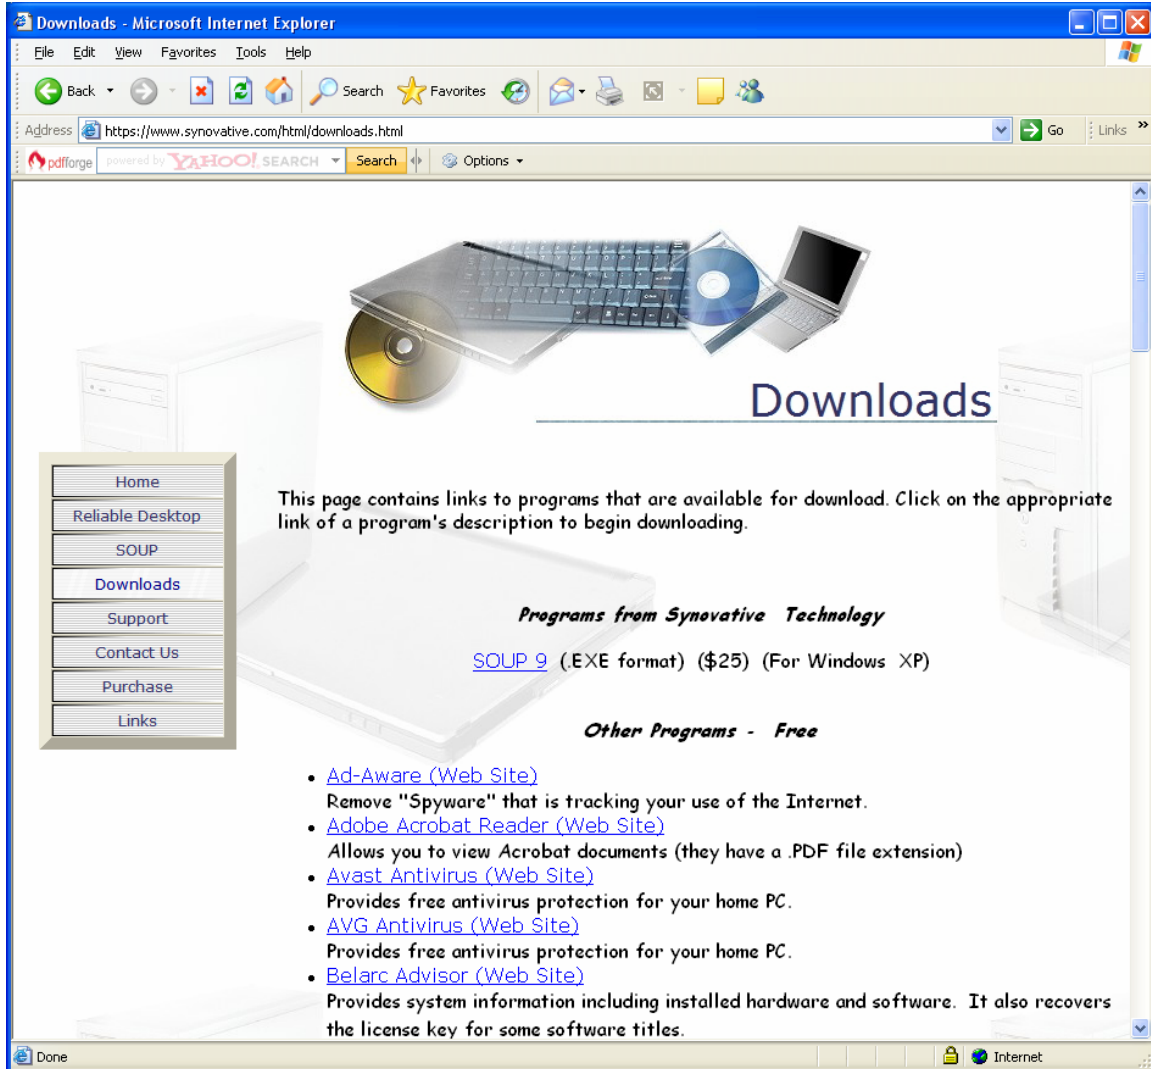 Downloads - Microsoft Internet Explorer
File Edit View Favorites Tools Help
Back Search Favorites
Address https://www.synovative.com/html/downloads.html Go Links »
pdfforge powered by YAHOO! SEARCH Search Options
Downloads
Home
Reliable Desktop
SOUP
Downloads
Support
Contact Us
Purchase
Links
This page contains links to programs that are available for download. Click on the appropriate
link of a program's description to begin downloading.
Programs from Synovative Technology
SOUP 9 (.EXE format) ($25) (For Windows XP)
Other Programs - Free
• Ad-Aware (Web Site)
Remove "Spyware" that is tracking your use of the Internet.
• Adobe Acrobat Reader (Web Site)
Allows you to view Acrobat documents (they have a .PDF file extension)
• Avast Antivirus (Web Site)
Provides free antivirus protection for your home PC.
• AVG Antivirus (Web Site)
Provides free antivirus protection for your home PC.
• Belarc Advisor (Web Site)
Provides system information including installed hardware and software. It also recovers
the license key for some software titles.
Done Internet